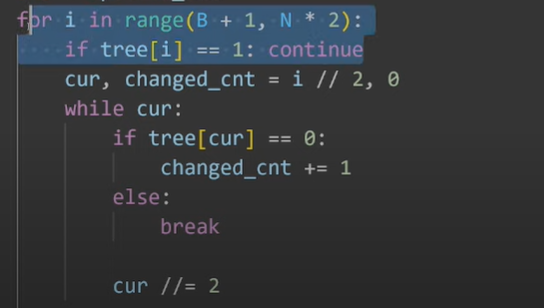 for i in range(B + 1, N * 2):
    if tree[i] == 1: continue
    cur, changed_cnt = i // 2, 0
    while cur:
        if tree[cur] == 0:
            changed_cnt += 1
        else:
            break
        cur //= 2